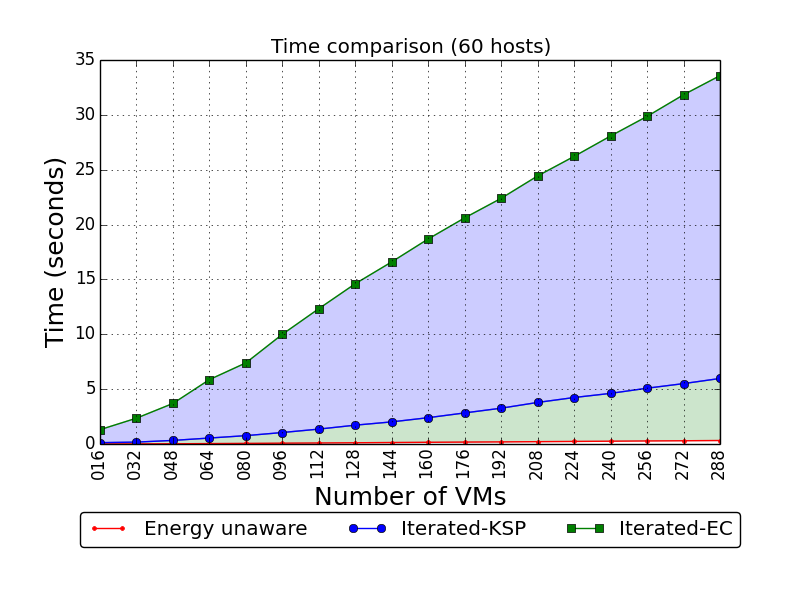 Time comparison (60 hosts)
35
30
25
20
15
10
5
0
Time (seconds)
016 032 048 064 080 096 112 128 144 160 176 192 208 224 240 256 272 288
Number of VMs
Energy unaware Iterated-KSP Iterated-EC